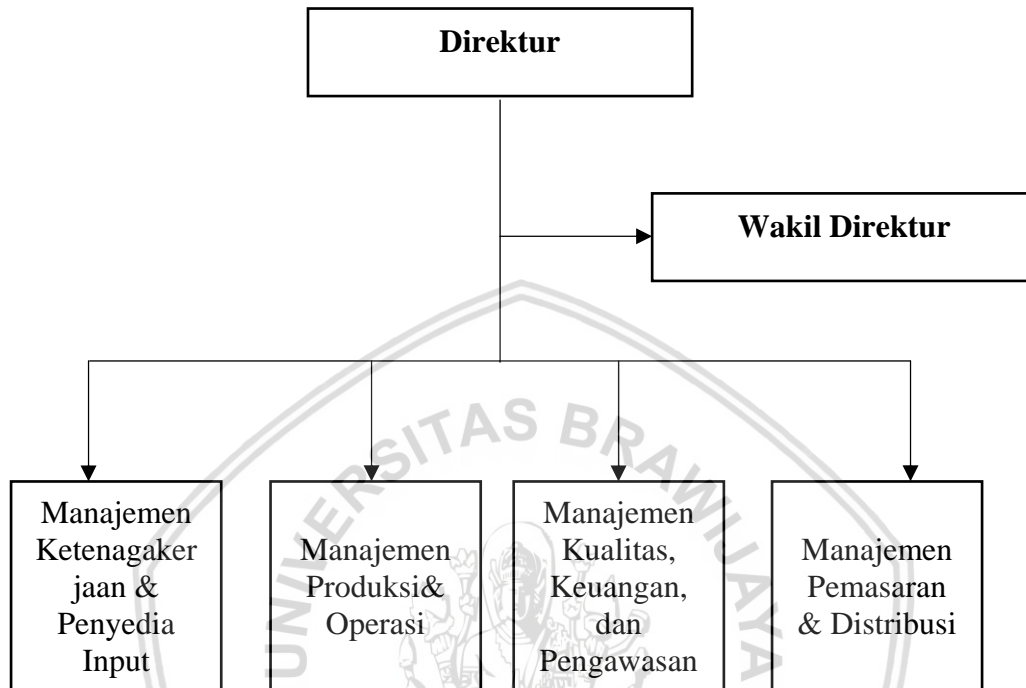 Direktur
Wakil Direktur
Manajemen
Ketenagaker
jaan &
Penyedia
Input
Manajemen
Produksi&
Operasi
Manajemen
Kualitas,
Keuangan,
dan
Pengawasan
Manajemen
Pemasaran
& Distribusi
UNIVERSITAS BRAWIJAYA